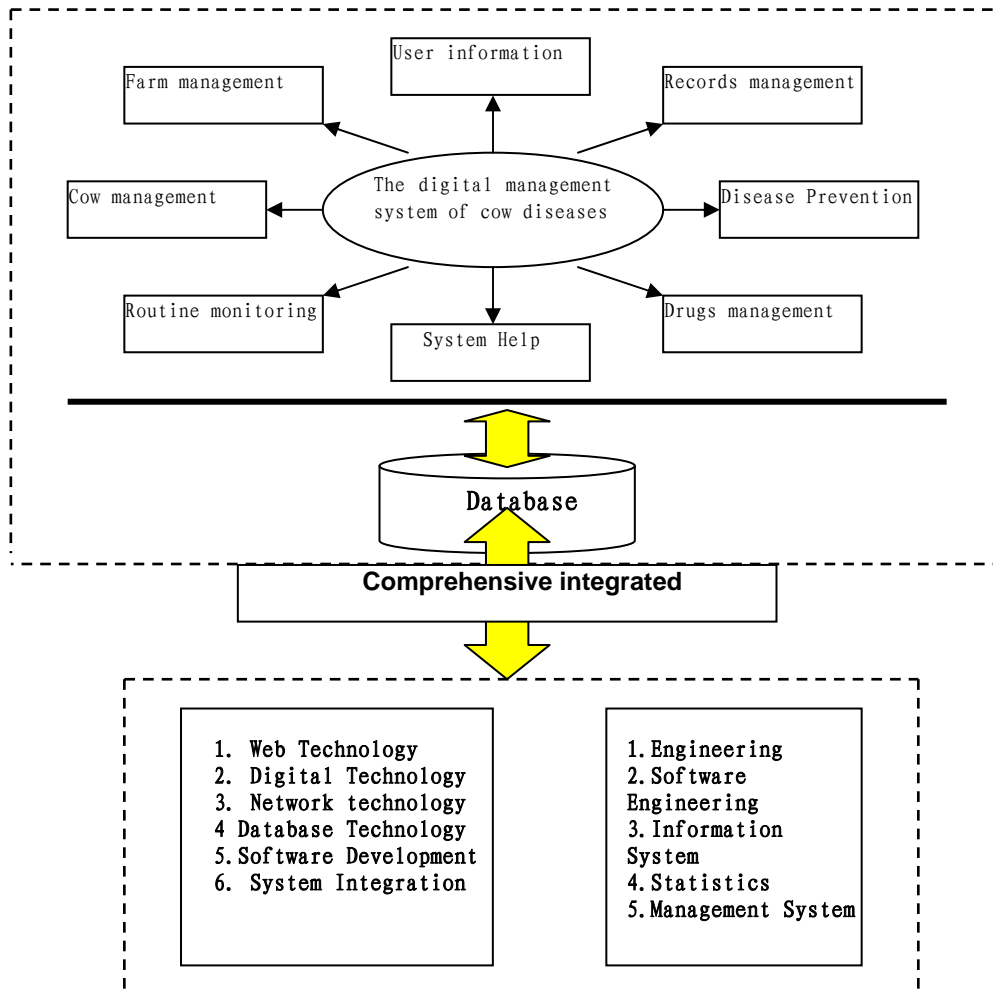 User information
Farm management
Records management
The digital management
system of cow diseases
Cow management
Disease Prevention
Routine monitoring
Drugs management
System Help
Database
Comprehensive integrated
1. Web Technology
2. Digital Technology
3. Network technology
4 Database Technology
5. Software Development
6. System Integration
1. Engineering
2. Software
Engineering
3. Information
System
4. Statistics
5. Management System